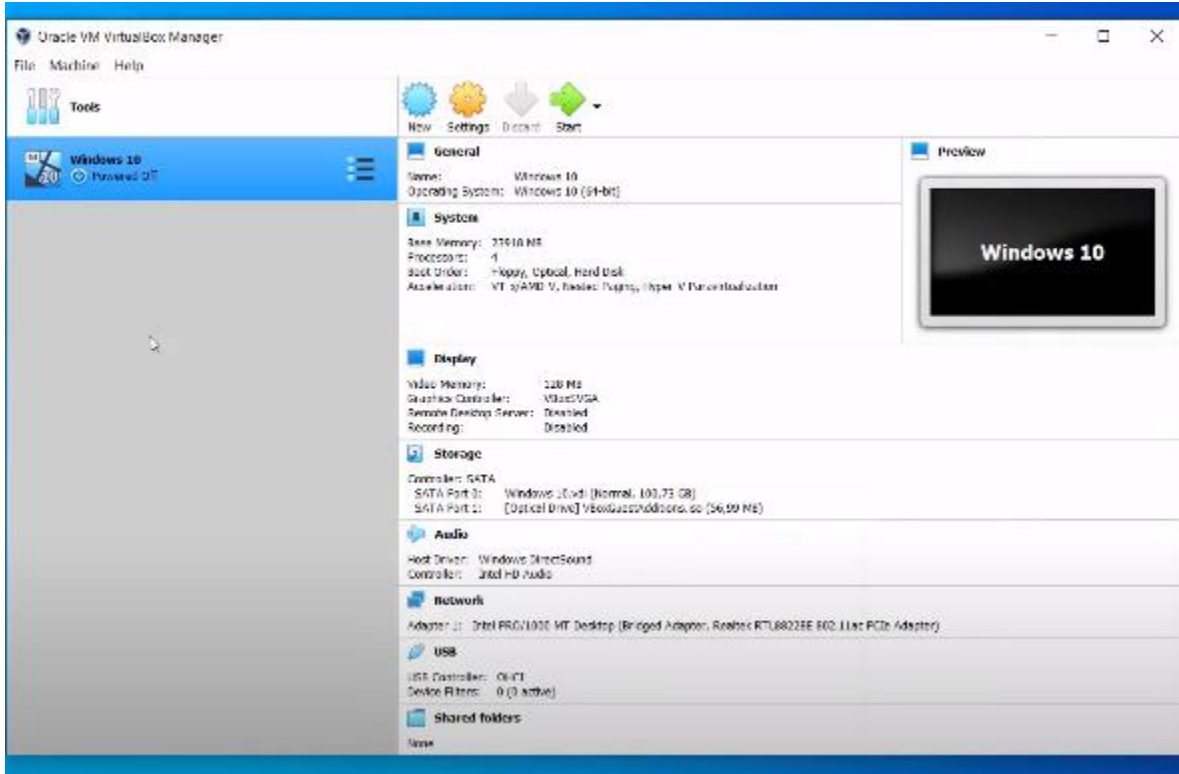 Oracle VM VirtualBox Manager
File Machine Help
Tools
New Settings Discard Start
Windows 10
Powered Off
General
Name: Windows 10
Operating System: Windows 10 (64-bit)
Preview
Windows 10
System
Base Memory: MB
Processors: 4
Boot Order: Floppy, Optical, Hard Disk
Acceleration: VT-x/AMD-V, Nested Paging, Hyper-V Paravirtualization
Display
Video Memory: 128 MB
Graphics Controller: VBoxSVGA
Remote Desktop Server: Disabled
Recording: Disabled
Storage
Controller: SATA
SATA Port 0: Windows 10.vdi (Normal, 100,73 GB)
SATA Port 1: [Optical Drive] VBoxGuestAdditions.iso (56,99 MB)
Audio
Host Driver: Windows DirectSound
Controller: Intel HD Audio
Network
Adapter 1: Intel PRO/1000 MT Desktop (Bridged Adapter, Realtek RTL8822BE 802.11ac PCIe Adapter)
USB
USB Controller: OHCI
Device Filters: 0 (0 active)
Shared folders
None